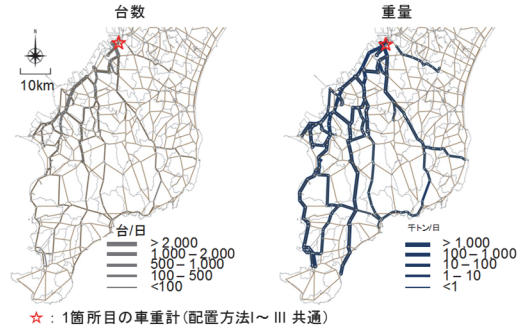 台数
重量
N
10km
台/日
> 2,000
1,000 – 2,000
500 – 1,000
100 – 500
<100
千トン/日
> 1,000
100 – 1,000
10 – 100
1 – 10
<1
☆：1箇所目の車重計(配置方法I～III 共通)